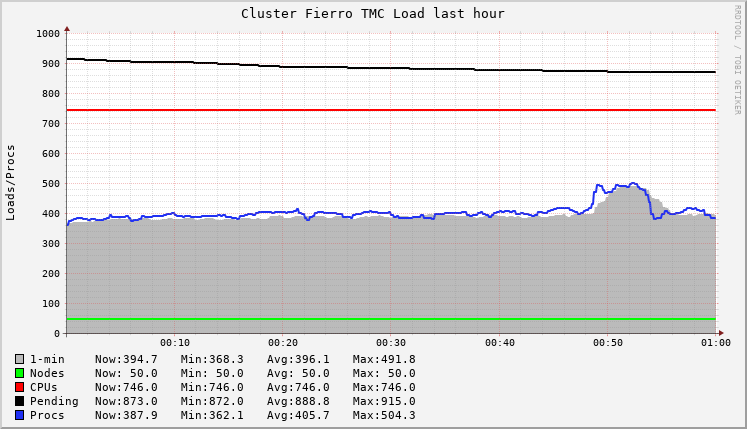 Cluster Fierro TMC Load last hour
RRDTOOL / TOBI OETIKER
Loads/Procs
1000
900
800
700
600
500
400
300
200
100
0
00:10 00:20 00:30 00:40 00:50 01:00
1-min Now:394.7 Min:368.3 Avg:396.1 Max:491.8
Nodes Now: 50.0 Min: 50.0 Avg: 50.0 Max: 50.0
CPUs Now:746.0 Min:746.0 Avg:746.0 Max:746.0
Pending Now:873.0 Min:872.0 Avg:888.8 Max:915.0
Procs Now:387.9 Min:362.1 Avg:405.7 Max:504.3